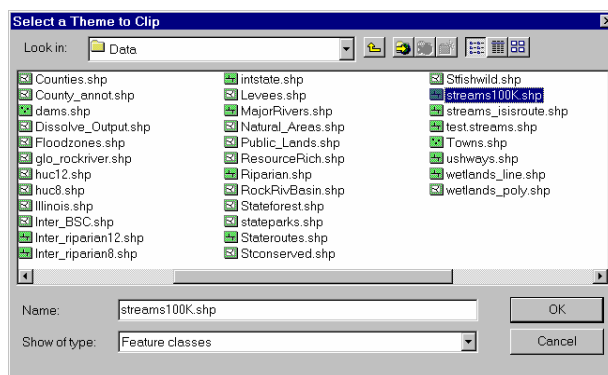 Select a Theme to Clip
Look in: Data
Counties.shp
County_annot.shp
dams.shp
Dissolve_Output.shp
Floodzones.shp
glo_rockriver.shp
huc12.shp
huc8.shp
Illinois.shp
Inter_BSC.shp
Inter_riparian12.shp
Inter_riparian8.shp
intstate.shp
Levees.shp
MajorRivers.shp
Natural_Areas.shp
Public_Lands.shp
ResourceRich.shp
Riparian.shp
RockRivBasin.shp
Stateforest.shp
stateparks.shp
Stateroutes.shp
Stconserved.shp
Stfishwild.shp
streams100K.shp
streams_isisroute.shp
test.streams.shp
Towns.shp
ushways.shp
wetlands_line.shp
wetlands_poly.shp
Name: streams100K.shp OK
Show of type: Feature classes Cancel